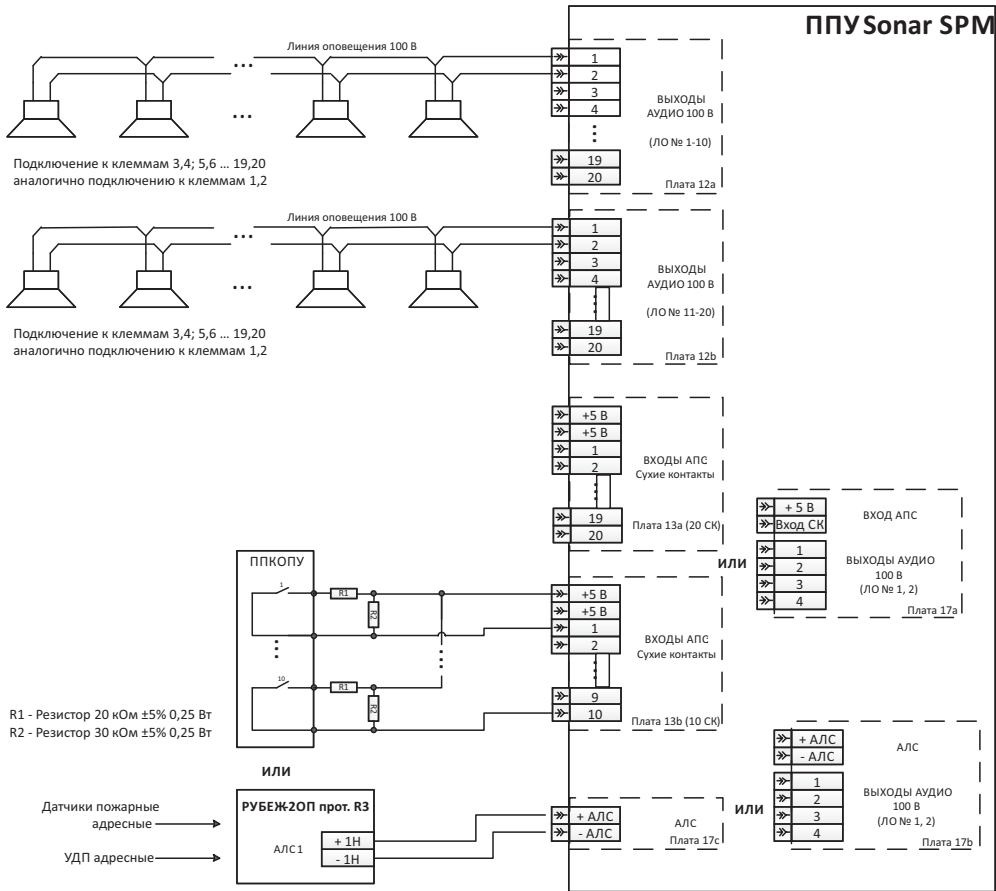 ППУ Sonar SPM
Линия оповещения 100 В
...
...
1
2
3
4
19
20
ВЫХОДЫ
АУДИО 100 В
(ЛО № 1-10)
Плата 12a
Подключение к клеммам 3,4; 5,6 ... 19,20
аналогично подключению к клеммам 1,2
Линия оповещения 100 В
...
...
1
2
3
4
19
20
ВЫХОДЫ
АУДИО 100 В
(ЛО № 11-20)
Плата 12b
Подключение к клеммам 3,4; 5,6 ... 19,20
аналогично подключению к клеммам 1,2
+5 В
+5 В
1
2
19
20
ВХОДЫ АПС
Сухие контакты
Плата 13a (20 СК)
ИЛИ
+ 5 В
Вход СК
1
2
3
4
ВХОД АПС
ВЫХОДЫ АУДИО
100 В
(ЛО № 1, 2)
Плата 17a
ППКОПУ
1
R1
R2
10
R1
R2
+5 В
+5 В
1
2
9
10
ВХОДЫ АПС
Сухие контакты
Плата 13b (10 СК)
R1 - Резистор 20 кОм ±5% 0,25 Вт
R2 - Резистор 30 кОм ±5% 0,25 Вт
ИЛИ
Датчики пожарные
адресные
УДП адресные
РУБЕЖ-2ОП прот. R3
АЛС1
+ 1Н
- 1Н
+ АЛС
- АЛС
АЛС
Плата 17c
ИЛИ
+ АЛС
- АЛС
1
2
3
4
АЛС
ВЫХОДЫ АУДИО
100 В
(ЛО № 1, 2)
Плата 17b